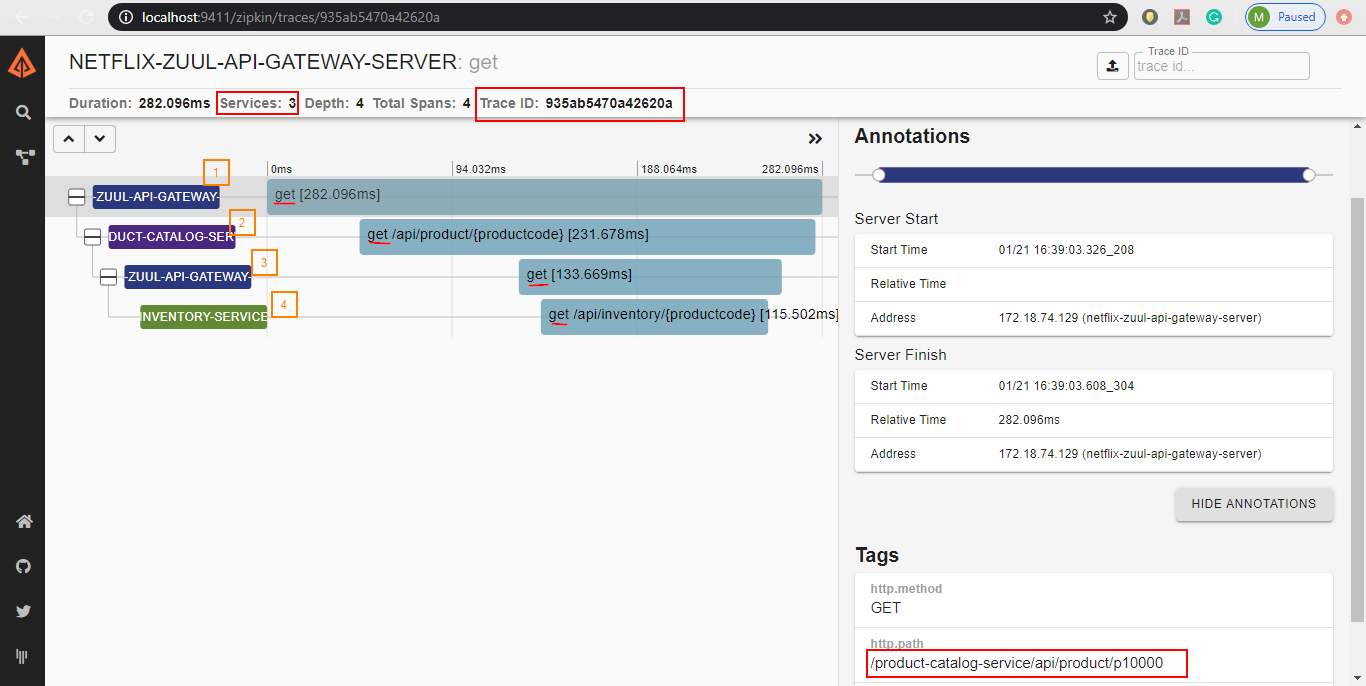 localhost:9411/zipkin/traces/935ab5470a42620a
M Paused
NETFLIX-ZUUL-API-GATEWAY-SERVER: get
Trace ID
trace id...
Duration: 282.096ms Services: 3 Depth: 4 Total Spans: 4 Trace ID: 935ab5470a42620a
0ms 94.032ms 188.064ms 282.096ms
1
-ZUUL-API-GATEWAY- get [282.096ms]
2
DUCT-CATALOG-SER get /api/product/{productcode} [231.678ms]
3
-ZUUL-API-GATEWAY- get [133.669ms]
4
INVENTORY-SERVICE get /api/inventory/{productcode} [115.502ms]
Annotations
Server Start
Start Time 01/21 16:39:03.326_208
Relative Time
Address 172.18.74.129 (netflix-zuul-api-gateway-server)
Server Finish
Start Time 01/21 16:39:03.608_304
Relative Time 282.096ms
Address 172.18.74.129 (netflix-zuul-api-gateway-server)
HIDE ANNOTATIONS
Tags
http.method
GET
http.path
/product-catalog-service/api/product/p10000